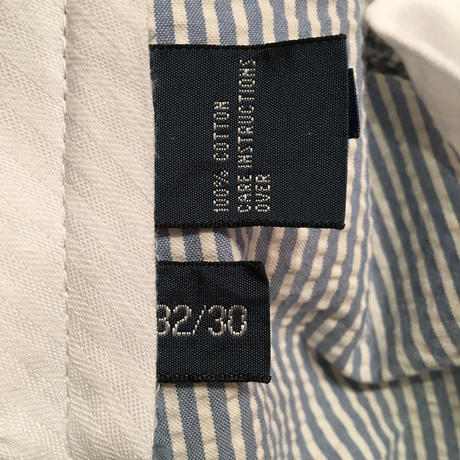 100% COTTON
CARE INSTRUCTIONS
OVER
32/30